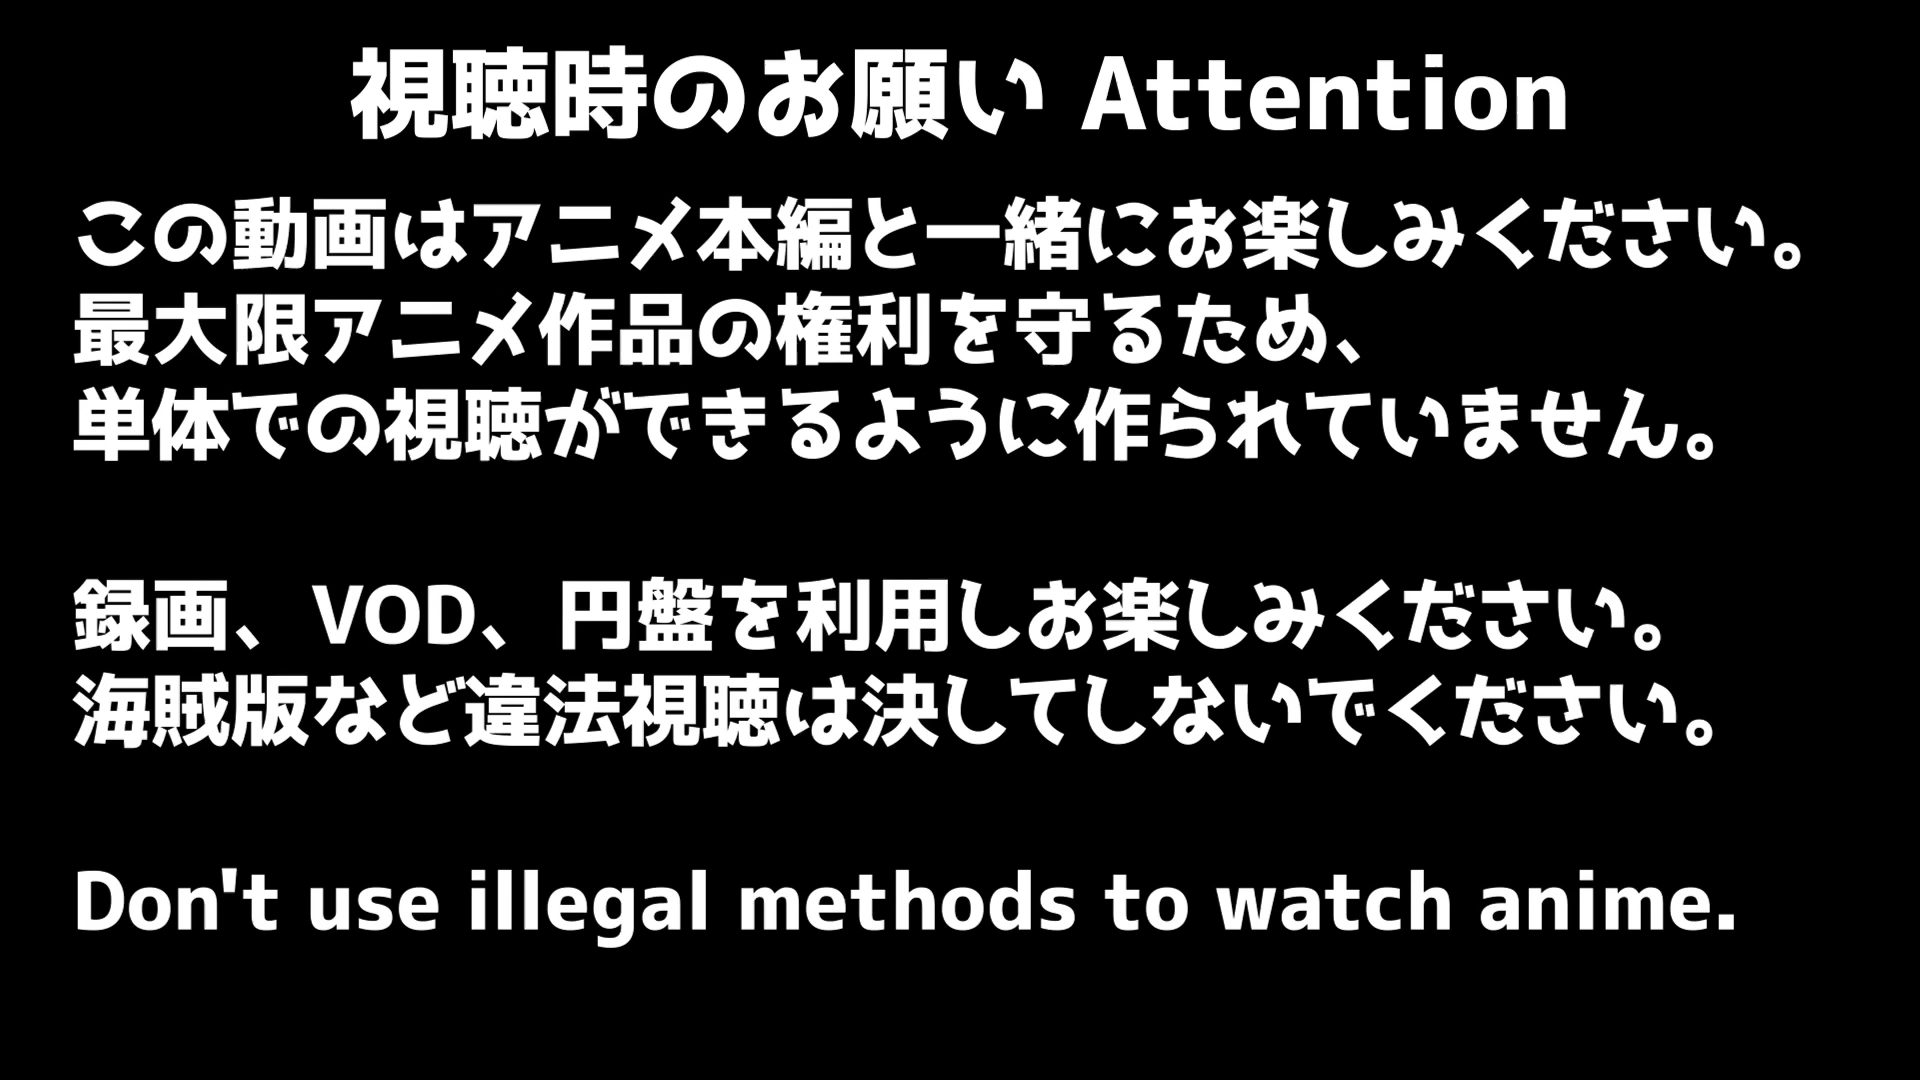 視聴時のお願い Attention
この動画はアニメ本編と一緒にお楽しみください。
最大限アニメ作品の権利を守るため、
単体での視聴ができるように作られていません。
録画、VOD、円盤を利用しお楽しみください。
海賊版など違法視聴は決してしないでください。
Don't use illegal methods to watch anime.